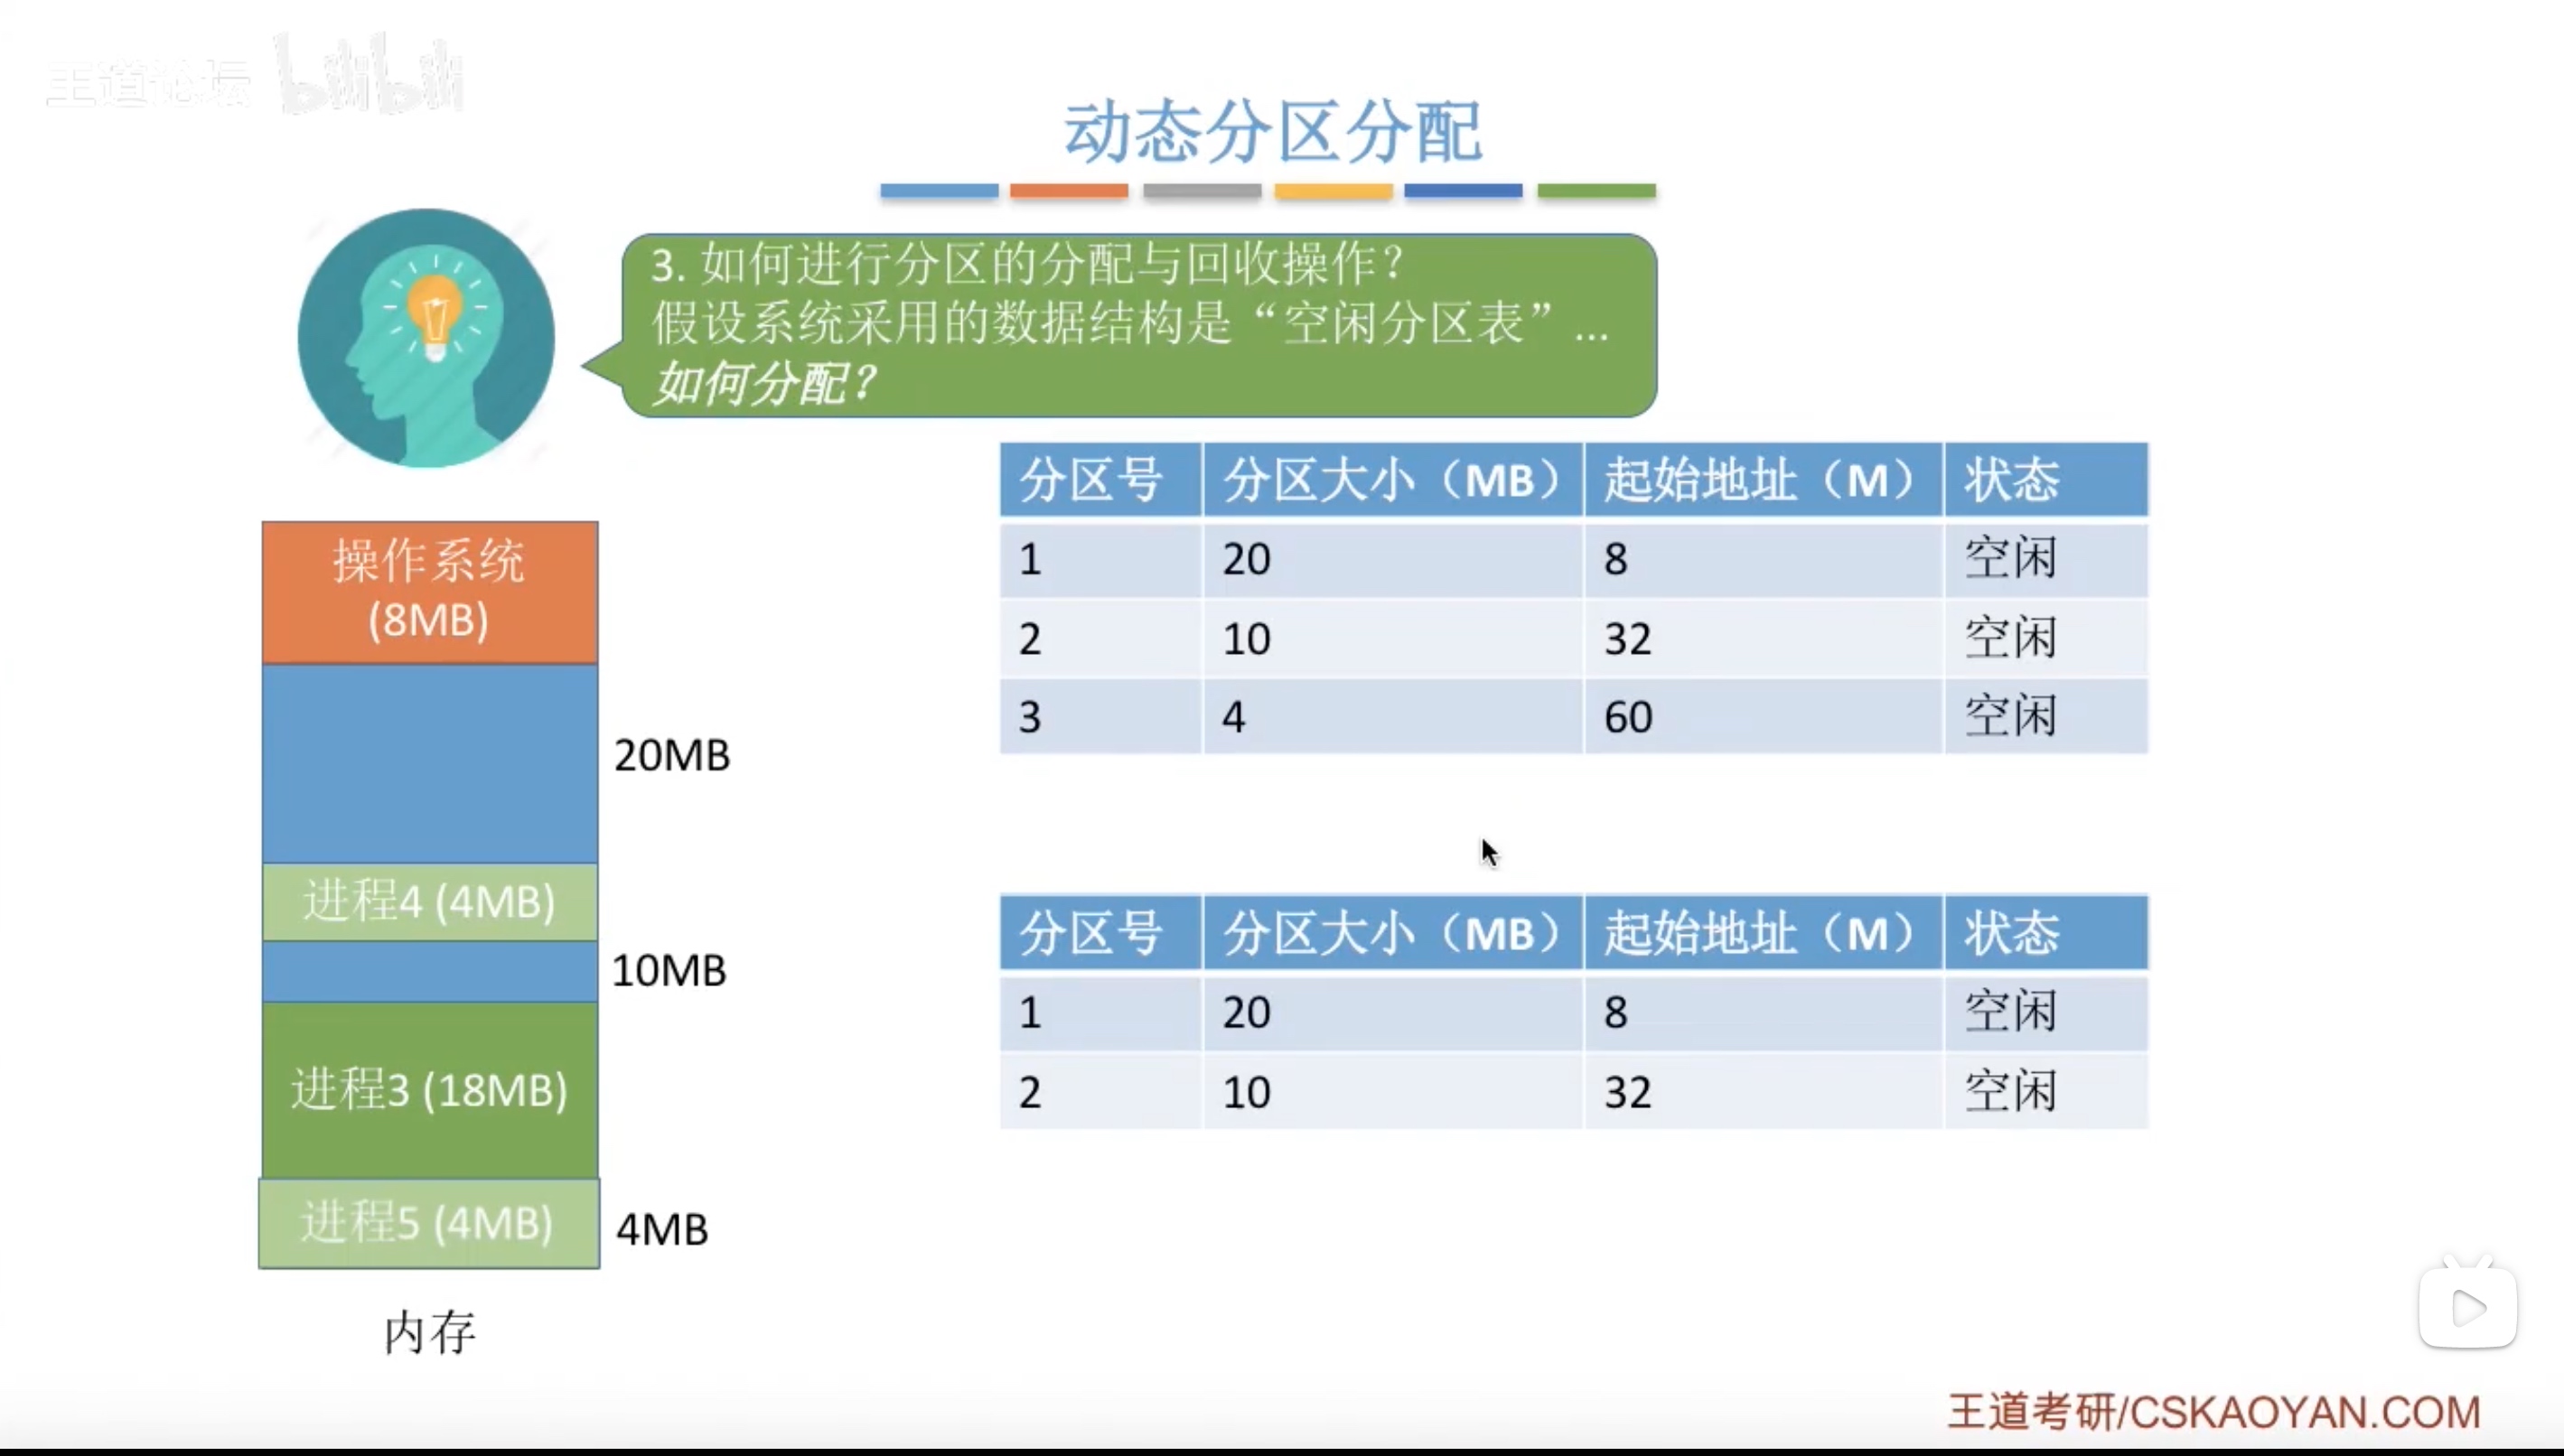 王道论坛 bilibili
动态分区分配
3. 如何进行分区的分配与回收操作？
假设系统采用的数据结构是“空闲分区表”...
如何分配？
操作系统
(8MB)
20MB
进程4 (4MB)
10MB
进程3 (18MB)
进程5 (4MB)
4MB
内存
分区号 分区大小（MB） 起始地址（M） 状态
1 20 8 空闲
2 10 32 空闲
3 4 60 空闲
分区号 分区大小（MB） 起始地址（M） 状态
1 20 8 空闲
2 10 32 空闲
王道考研/CSKAOYAN.COM